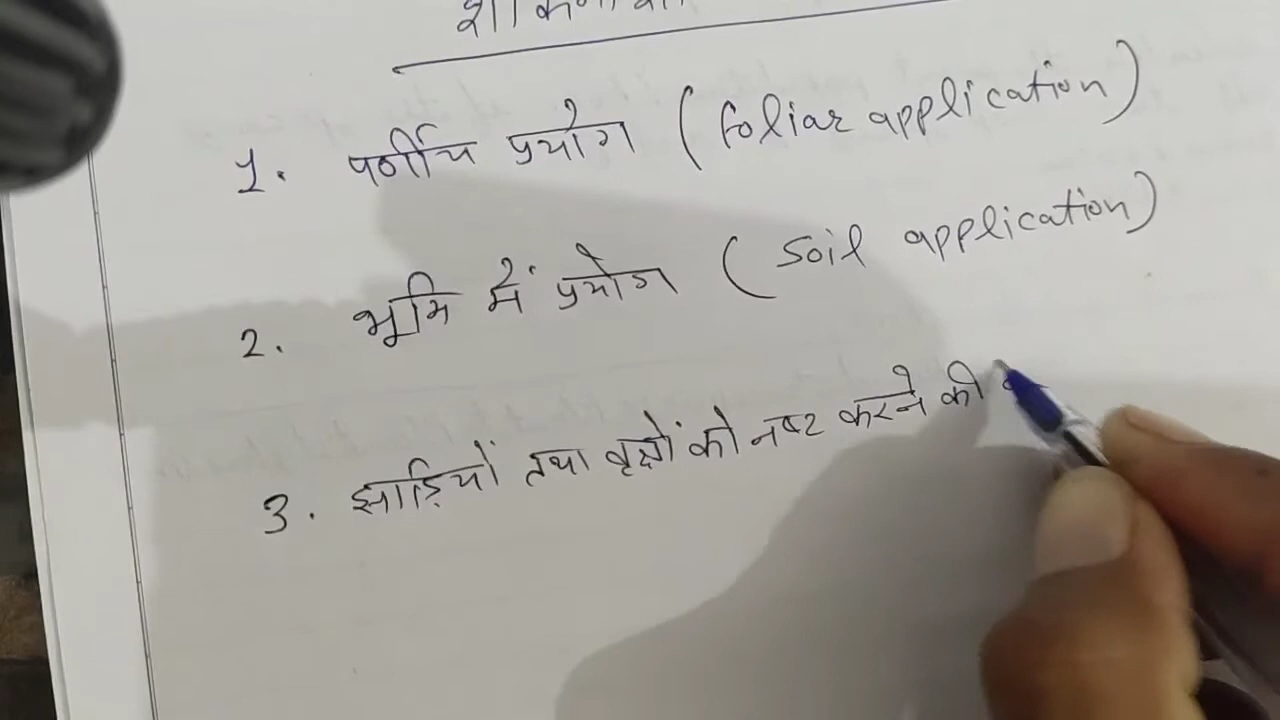 1. पर्णीय प्रयोग (foliar application)
2. भूमि में प्रयोग (soil application)
3. झाड़ियों तथा वृक्षों को नष्ट करने की